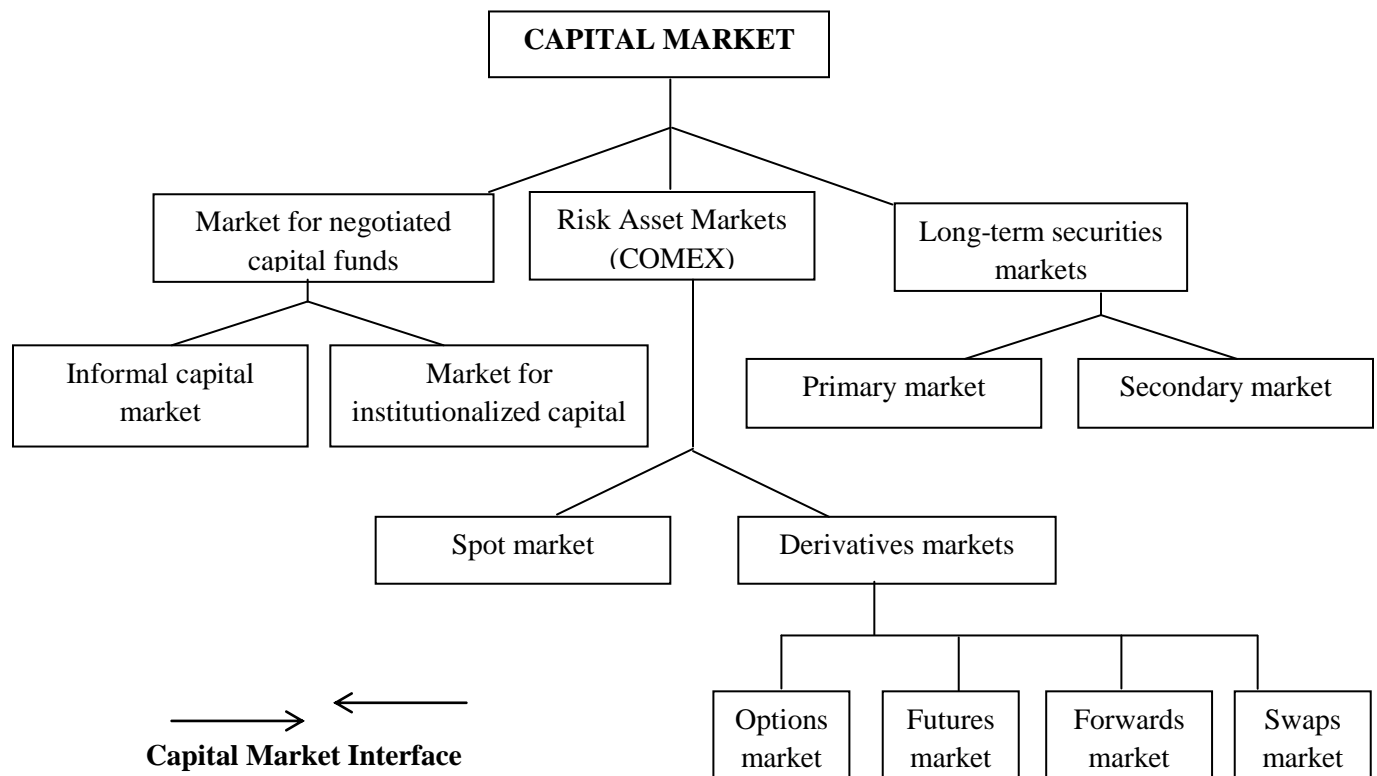 CAPITAL MARKET
Market for negotiated
capital funds
Risk Asset Markets
(COMEX)
Long-term securities
markets
Informal capital
market
Market for
institutionalized capital
Primary market
Secondary market
Spot market
Derivatives markets
Options
market
Futures
market
Forwards
market
Swaps
market
Capital Market Interface